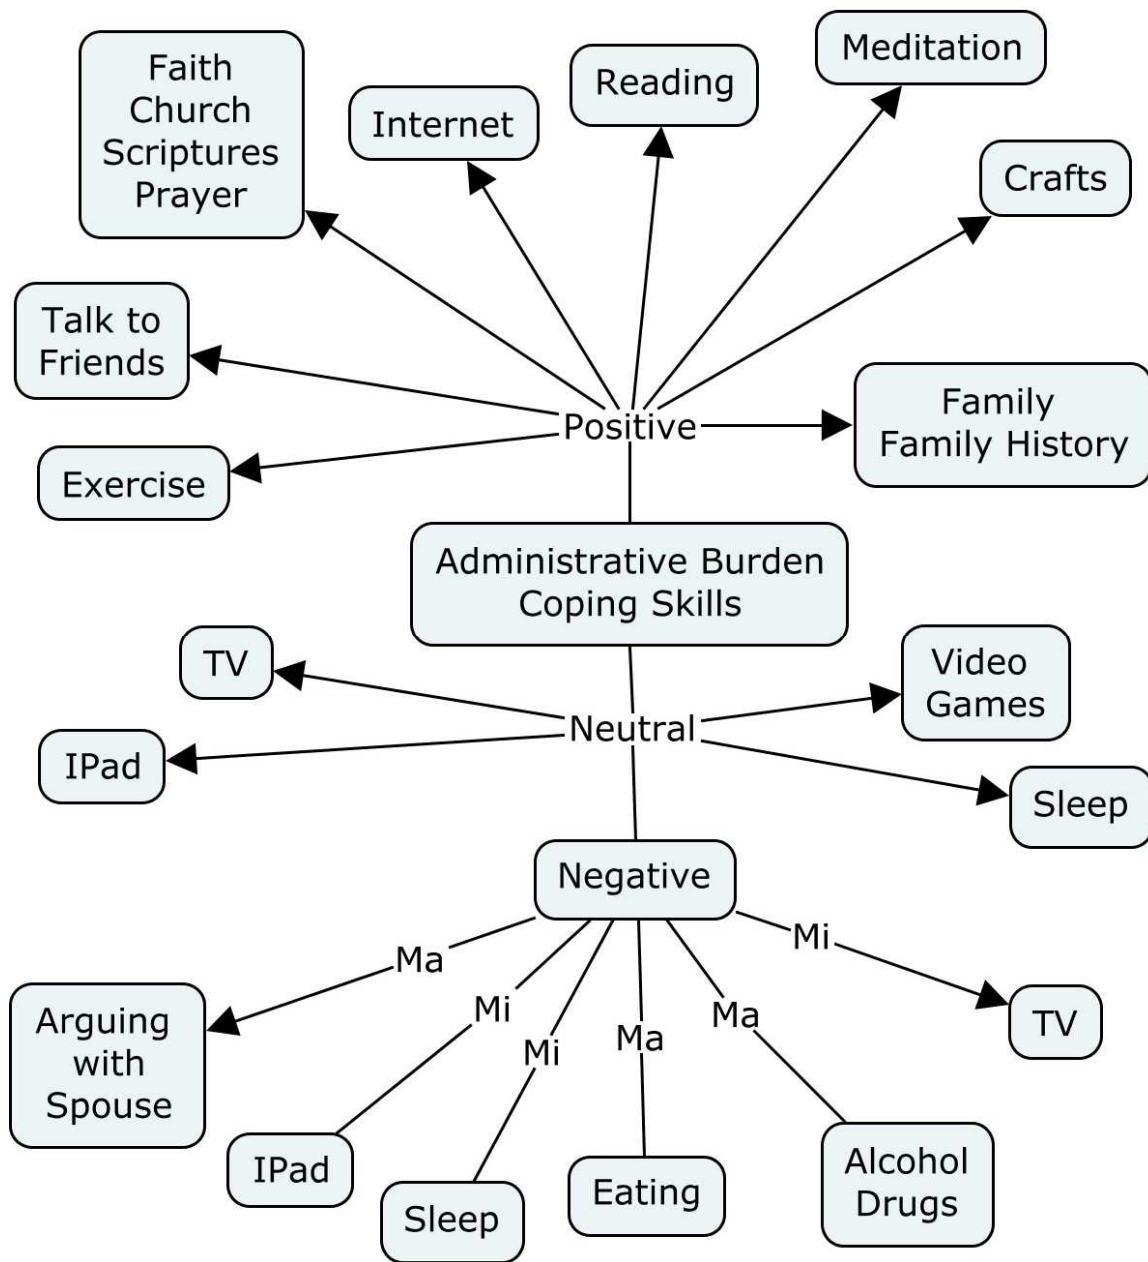 Faith
Church
Scriptures
Prayer
Internet
Reading
Meditation
Crafts
Talk to
Friends
Exercise
Positive
Family
Family History
Administrative Burden
Coping Skills
TV
IPad
Neutral
Video
Games
Sleep
Negative
Ma
Mi
Mi
Ma
Ma
Mi
Arguing
with
Spouse
IPad
Sleep
Eating
Alcohol
Drugs
TV